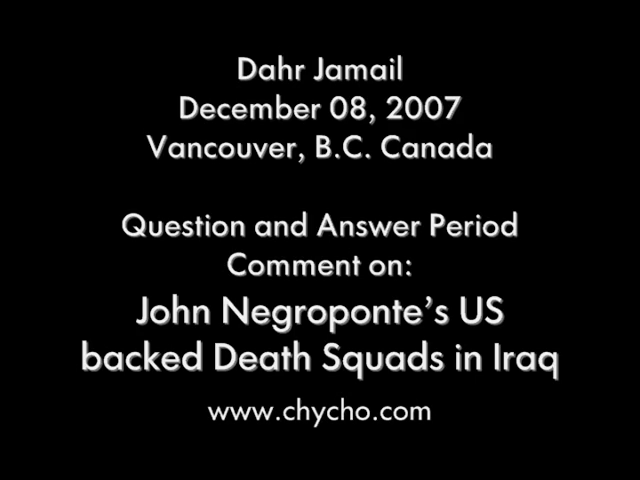 Dahr Jamail
December 08, 2007
Vancouver, B.C. Canada
Question and Answer Period
Comment on:
John Negroponte's US
backed Death Squads in Iraq
www.chycho.com